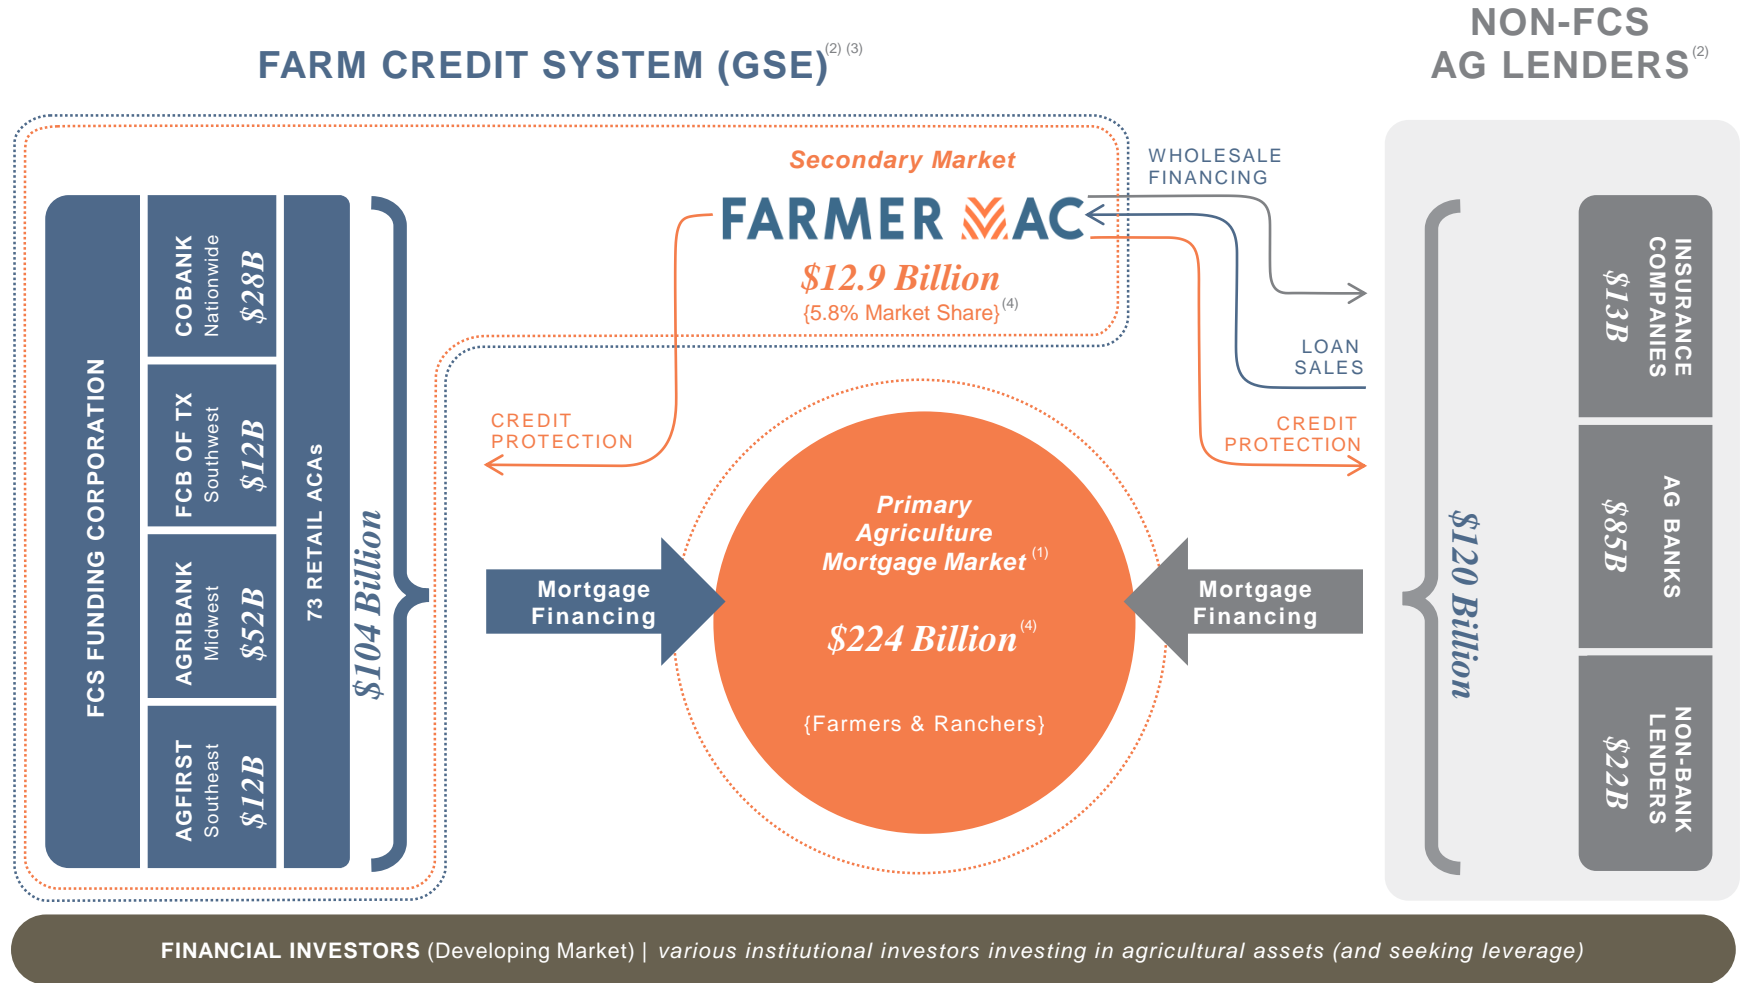 FARM CREDIT SYSTEM (GSE)(2) (3)
NON-FCS
AG LENDERS(2)
FCS FUNDING CORPORATION
COBANK
Nationwide
$28B
FCB OF TX
Southwest
$12B
AGRIBANK
Midwest
$52B
AGFIRST
Southeast
$12B
73 RETAIL ACAs
$104 Billion
Secondary Market
FARMER MAC
$12.9 Billion
{5.8% Market Share}(4)
WHOLESALE
FINANCING
LOAN
SALES
CREDIT
PROTECTION
CREDIT
PROTECTION
Mortgage
Financing
Primary
Agriculture
Mortgage Market (1)
$224 Billion(4)
{Farmers & Ranchers}
Mortgage
Financing
$120 Billion
INSURANCE
COMPANIES
$13B
AG BANKS
$85B
NON-BANK
LENDERS
$22B
FINANCIAL INVESTORS (Developing Market) | various institutional investors investing in agricultural assets (and seeking leverage)